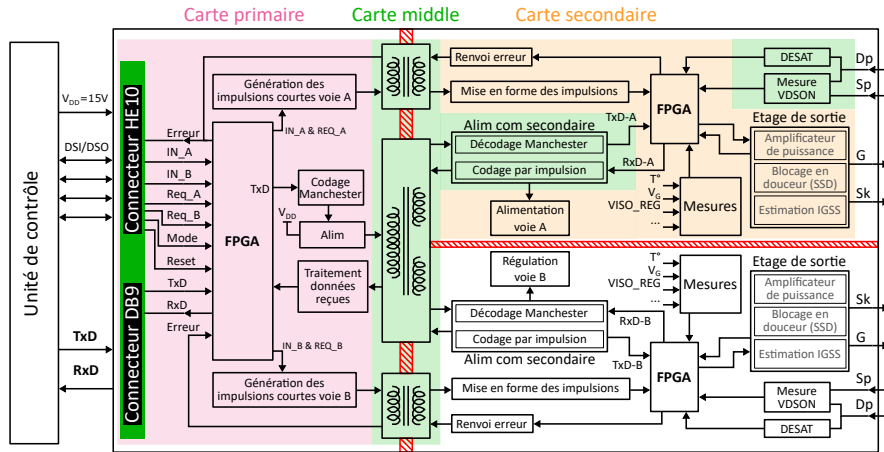 Carte primaire
Carte middle
Carte secondaire
Unité de contrôle
V_DD=15V
DSI/DSO
TxD
RxD
Connecteur HE10
Connecteur DB9
Erreur
IN_A
IN_B
Req_A
Req_B
Mode
Reset
TxD
RxD
Erreur
Génération des
impulsions courtes voie A
IN_A & REQ_A
FPGA
TxD
Codage
Manchester
V_DD
Alim
Traitement
données
reçues
IN_B & REQ_B
Génération des
impulsions courtes voie B
Renvoi erreur
Mise en forme des impulsions
Alim com secondaire
TxD-A
Décodage Manchester
Codage par impulsion
RxD-A
Alimentation
voie A
FPGA
T°
V_G
VISO_REG
...
Mesures
DESAT
Mesure
VDSON
Dp
Sp
Etage de sortie
Amplificateur
de puissance
Blocage en
douceur (SSD)
Estimation IGSS
G
Sk
Régulation
voie B
T°
V_G
VISO_REG
...
Mesures
Décodage Manchester
Codage par impulsion
Alim com secondaire
RxD-B
TxD-B
FPGA
Etage de sortie
Amplificateur
de puissance
Blocage en
douceur (SSD)
Estimation IGSS
Sk
G
Mise en forme des impulsions
Renvoi erreur
Mesure
VDSON
DESAT
Sp
Dp